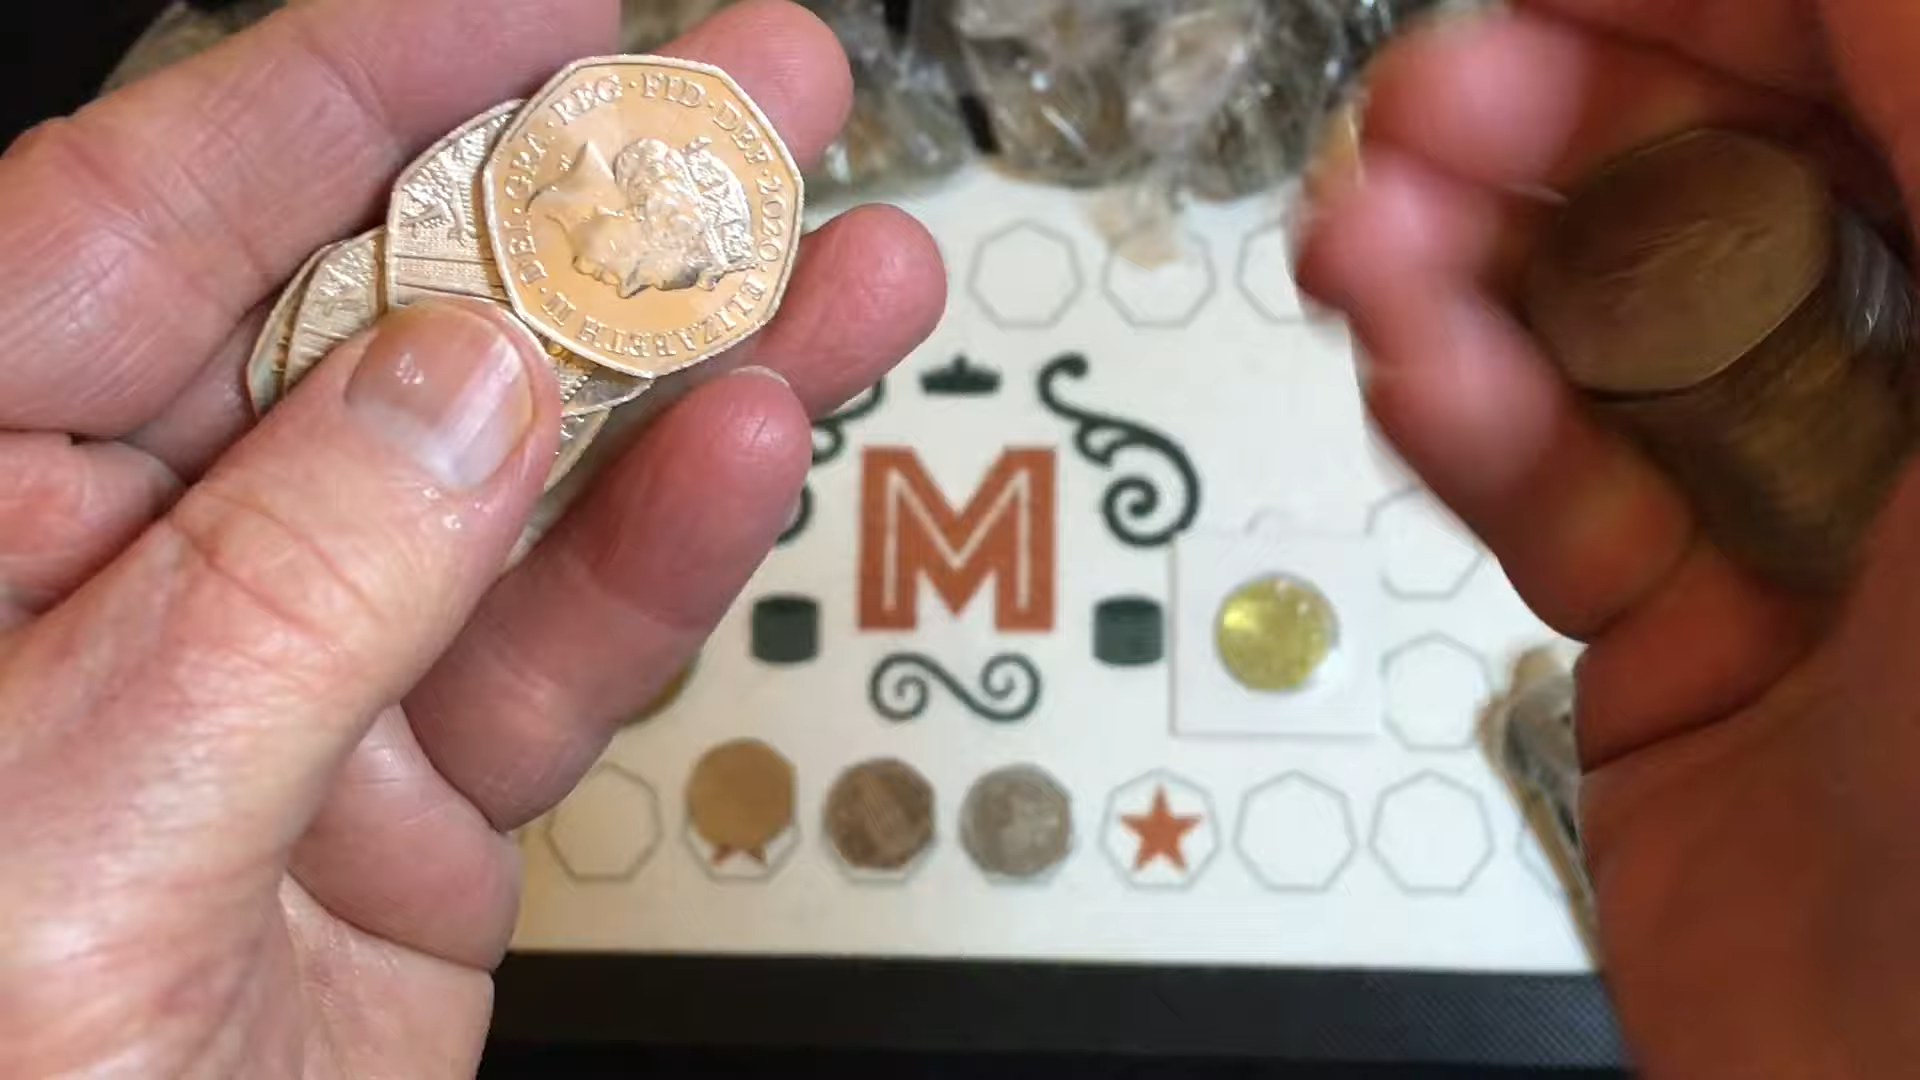 ELIZABETH II · DEI · GRA · REG · FID · DEF · 2020 ·
M